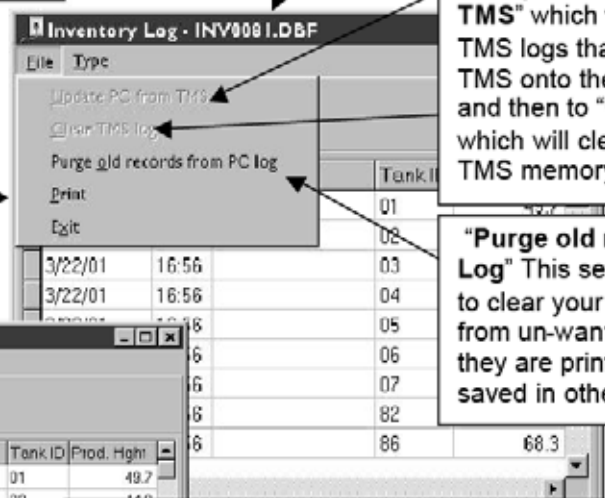 Inventory Log - INV0081.DBF
File Type
Update PC from TMS
Clear TMS log
Purge old records from PC log
Print
Exit
Tank I
01
02
3/22/01 16:56 03
3/22/01 16:56 04
05
6 06
6 07
6 82
6 86 68.3
Tank ID Prod. Hght
01 49.7
TMS" which
TMS logs tha
TMS onto the
and then to "
which will cle
TMS memory
"Purge old
Log" This se
to clear your
from un-want
they are prin
saved in othe